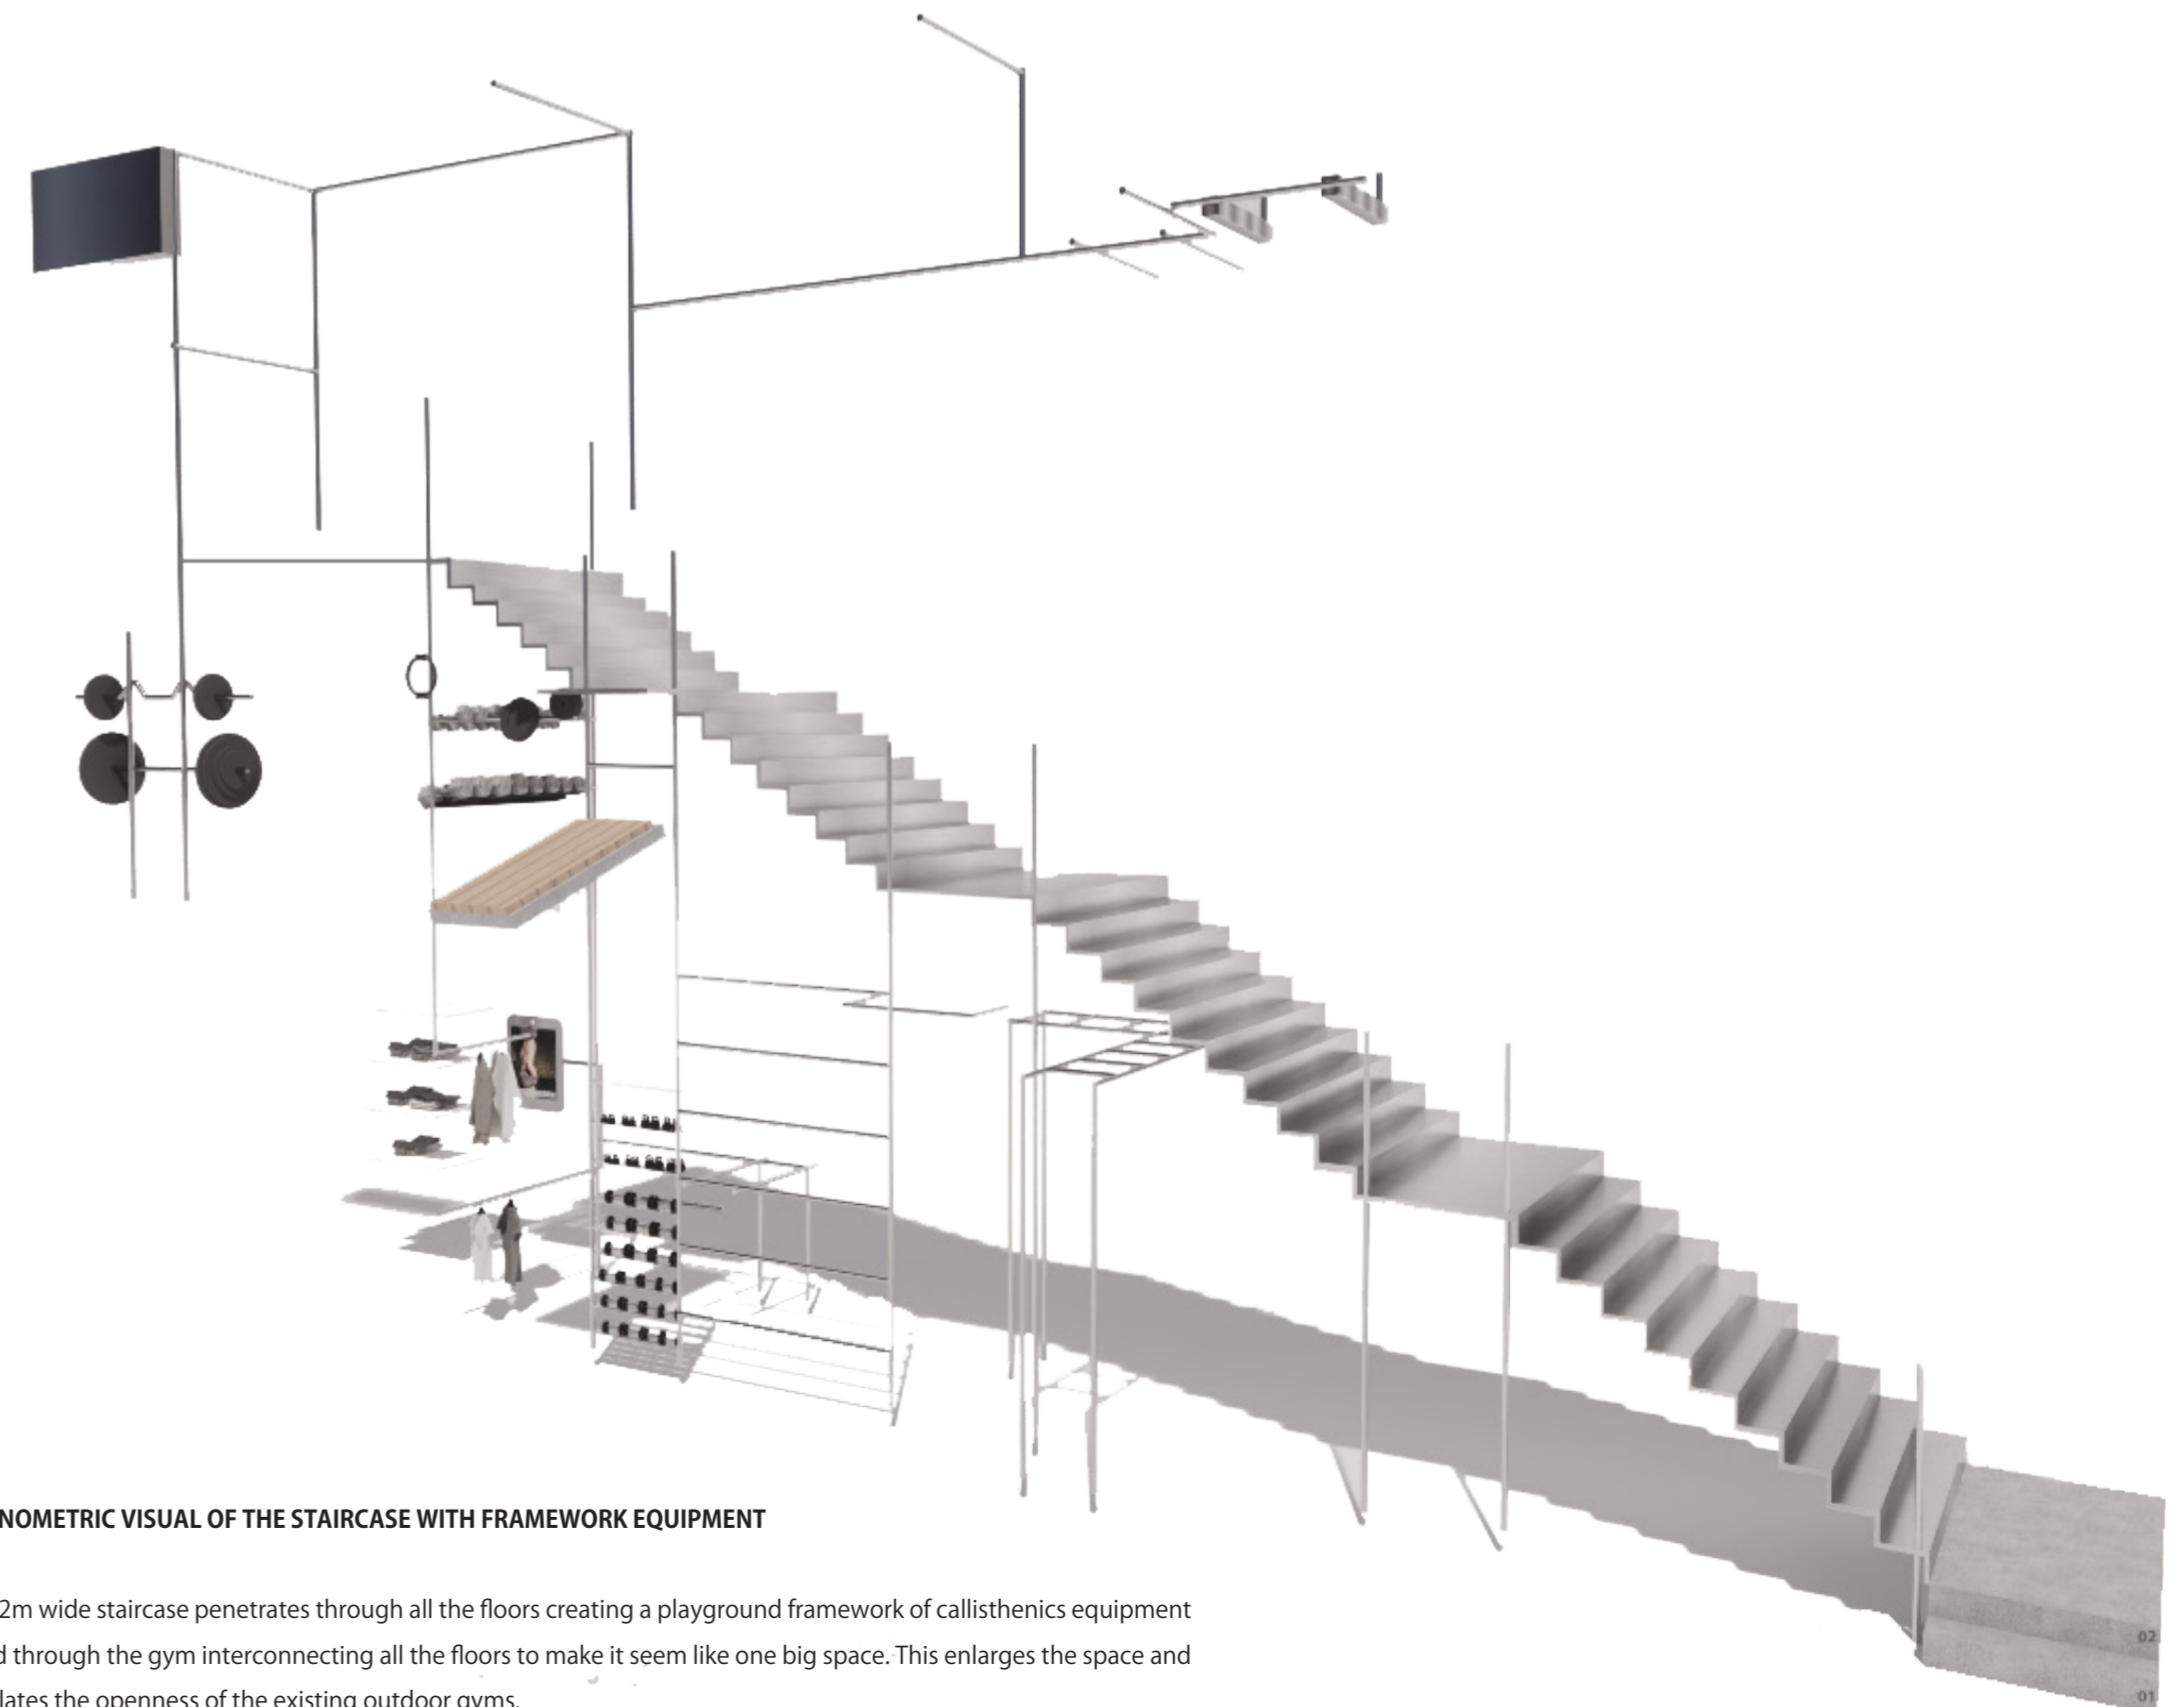 NOMETRIC VISUAL OF THE STAIRCASE WITH FRAMEWORK EQUIPMENT
2m wide staircase penetrates through all the floors creating a playground framework of callisthenics equipment
through the gym interconnecting all the floors to make it seem like one big space. This enlarges the space and
lates the openness of the existing outdoor gyms.
02
01